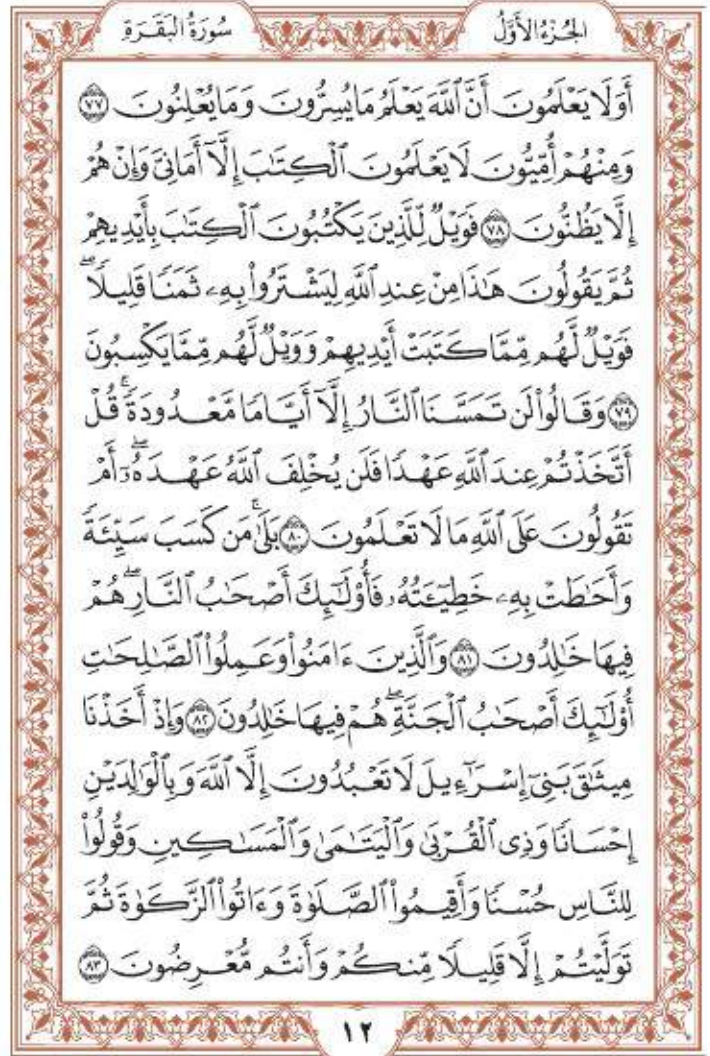 الجُزْءُ الأَوَّلُ
سُورَةُ البَقَرَةِ
أَوَلَا يَعْلَمُونَ أَنَّ ٱللَّهَ يَعْلَمُ مَا يُسِرُّونَ وَمَا يُعْلِنُونَ ٧٧
وَمِنْهُمْ أُمِّيُّونَ لَا يَعْلَمُونَ ٱلْكِتَٰبَ إِلَّآ أَمَانِىَّ وَإِنْ هُمْ
إِلَّا يَظُنُّونَ ٧٨ فَوَيْلٌ لِّلَّذِينَ يَكْتُبُونَ ٱلْكِتَٰبَ بِأَيْدِيهِمْ
ثُمَّ يَقُولُونَ هَٰذَا مِنْ عِندِ ٱللَّهِ لِيَشْتَرُوا۟ بِهِۦ ثَمَنًا قَلِيلًا ۖ
فَوَيْلٌ لَّهُم مِّمَّا كَتَبَتْ أَيْدِيهِمْ وَوَيْلٌ لَّهُم مِّمَّا يَكْسِبُونَ
٧٩ وَقَالُوا۟ لَن تَمَسَّنَا ٱلنَّارُ إِلَّآ أَيَّامًا مَّعْدُودَةً ۚ قُلْ
أَتَّخَذْتُمْ عِندَ ٱللَّهِ عَهْدًا فَلَن يُخْلِفَ ٱللَّهُ عَهْدَهُۥٓ ۖ أَمْ
تَقُولُونَ عَلَى ٱللَّهِ مَا لَا تَعْلَمُونَ ٨٠ بَلَىٰ ۚ مَن كَسَبَ سَيِّئَةً
وَأَحَٰطَتْ بِهِۦ خَطِيٓـَٔتُهُۥ فَأُو۟لَٰٓئِكَ أَصْحَٰبُ ٱلنَّارِ ۖ هُمْ
فِيهَا خَٰلِدُونَ ٨١ وَٱلَّذِينَ ءَامَنُوا۟ وَعَمِلُوا۟ ٱلصَّٰلِحَٰتِ
أُو۟لَٰٓئِكَ أَصْحَٰبُ ٱلْجَنَّةِ ۖ هُمْ فِيهَا خَٰلِدُونَ ٨٢ وَإِذْ أَخَذْنَا
مِيثَٰقَ بَنِىٓ إِسْرَٰٓءِيلَ لَا تَعْبُدُونَ إِلَّا ٱللَّهَ وَبِٱلْوَٰلِدَيْنِ
إِحْسَانًا وَذِى ٱلْقُرْبَىٰ وَٱلْيَتَٰمَىٰ وَٱلْمَسَٰكِينِ وَقُولُوا۟
لِلنَّاسِ حُسْنًا وَأَقِيمُوا۟ ٱلصَّلَوٰةَ وَءَاتُوا۟ ٱلزَّكَوٰةَ ثُمَّ
تَوَلَّيْتُمْ إِلَّا قَلِيلًا مِّنكُمْ وَأَنتُم مُّعْرِضُونَ ٨٣
١٢